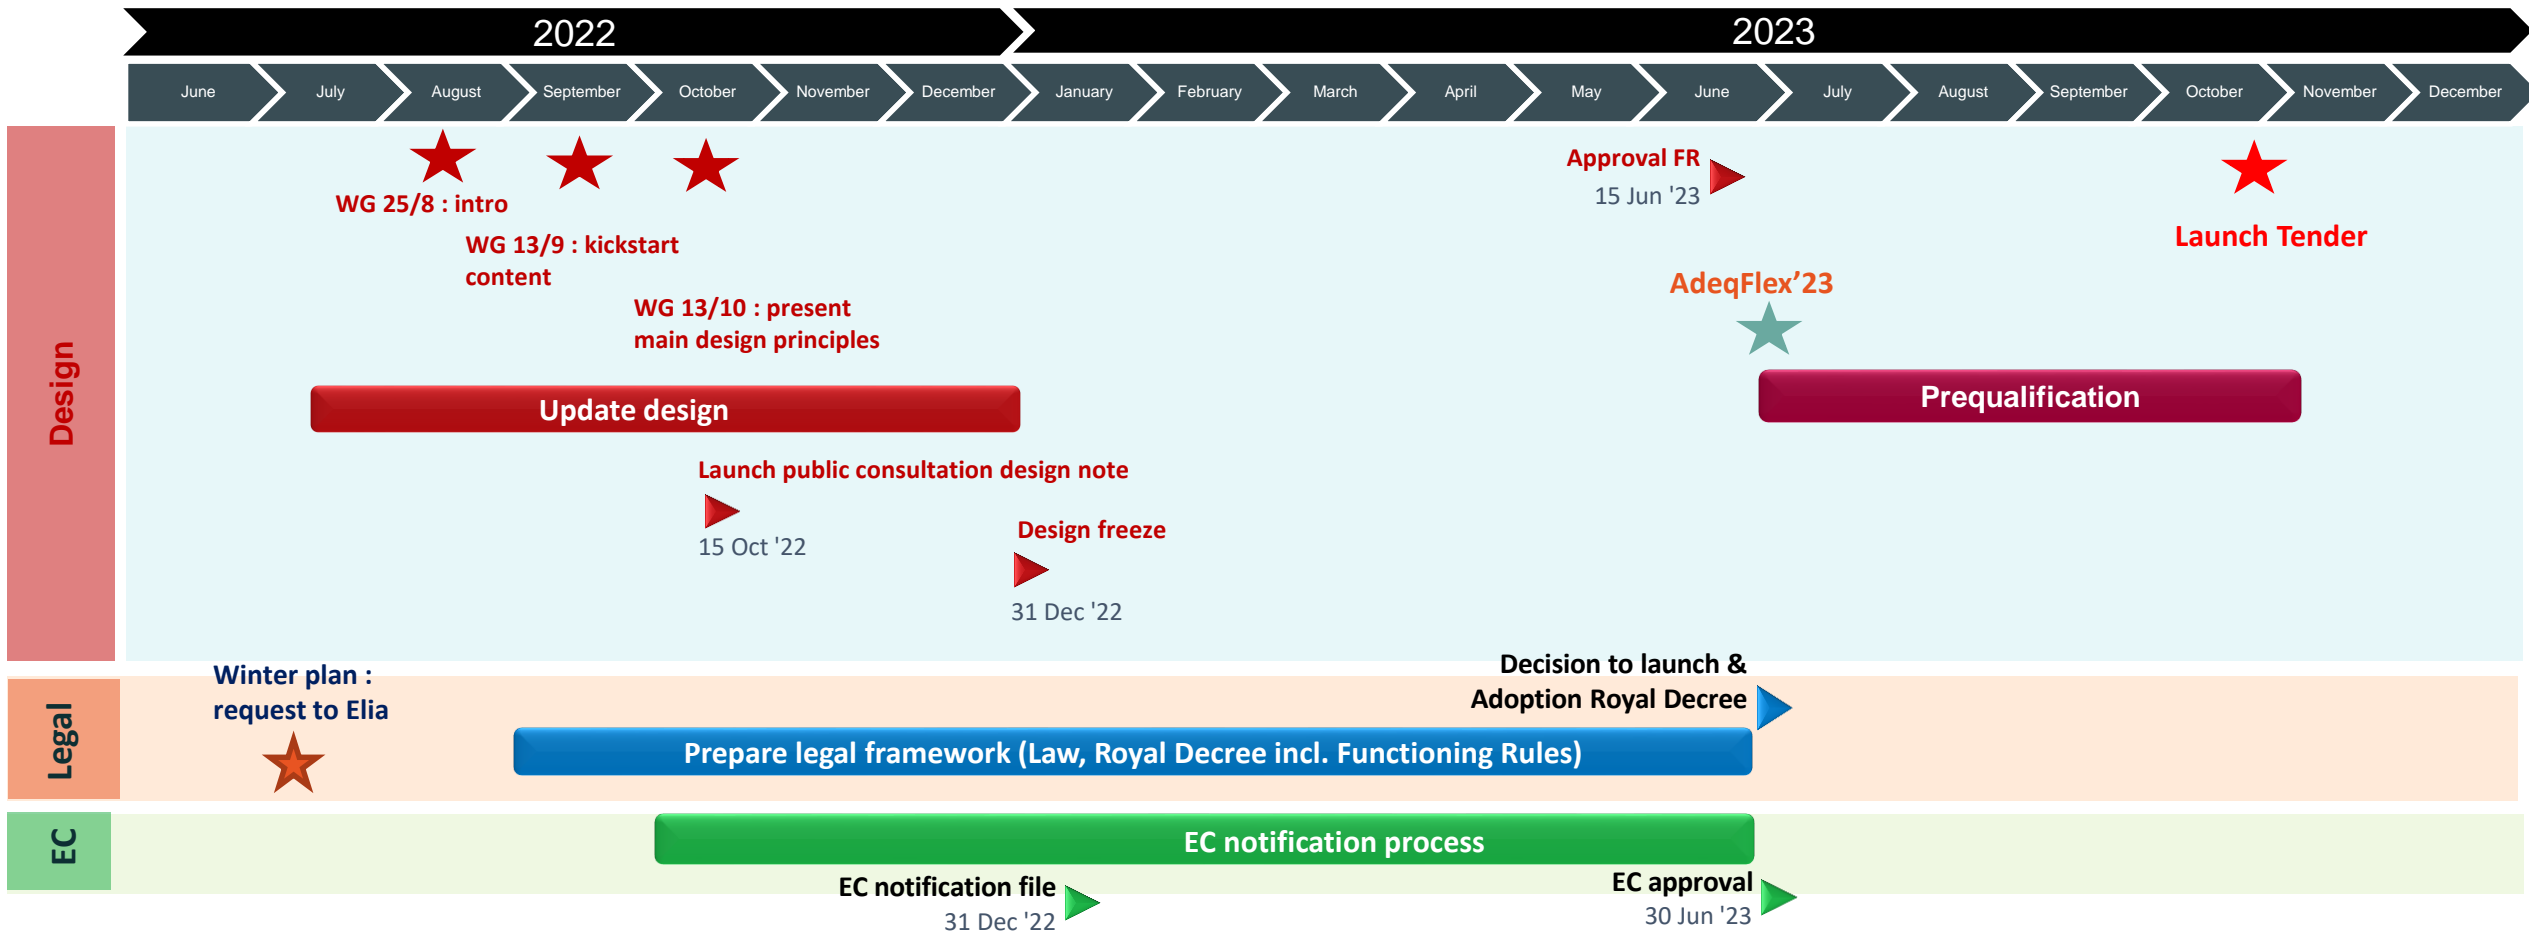 2022
2023
June
July
August
September
October
November
December
January
February
March
April
May
June
July
August
September
October
November
December
Design
WG 25/8 : intro
WG 13/9 : kickstart
content
WG 13/10 : present
main design principles
Approval FR
15 Jun '23
Launch Tender
AdeqFlex’23
Update design
Prequalification
Launch public consultation design note
15 Oct '22
Design freeze
31 Dec '22
Legal
Winter plan :
request to Elia
Decision to launch &
Adoption Royal Decree
Prepare legal framework (Law, Royal Decree incl. Functioning Rules)
EC
EC notification process
EC notification file
31 Dec '22
EC approval
30 Jun '23